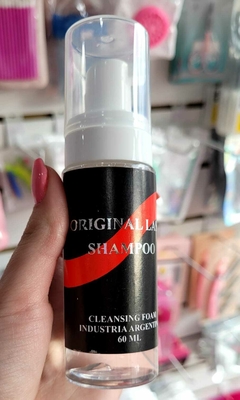 ORIGINAL
SHAMPOO
CLEANSING FOAM
INDUSTRIA ARGENTINA
60 ML